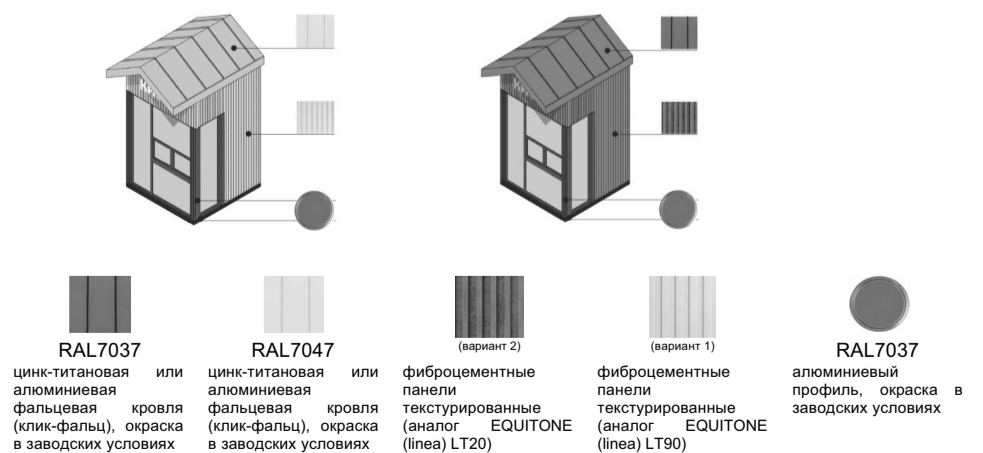 RAL7037
цинк-титановая или
алюминиевая
фальцевая кровля
(клик-фальц), окраска
в заводских условиях
RAL7047
цинк-титановая или
алюминиевая
фальцевая кровля
(клик-фальц), окраска
в заводских условиях
(вариант 2)
фиброцементные
панели
текстурированные
(аналог EQUITONE
(linea) LT20)
(вариант 1)
фиброцементные
панели
текстурированные
(аналог EQUITONE
(linea) LT90)
RAL7037
алюминиевый
профиль, окраска в
заводских условиях